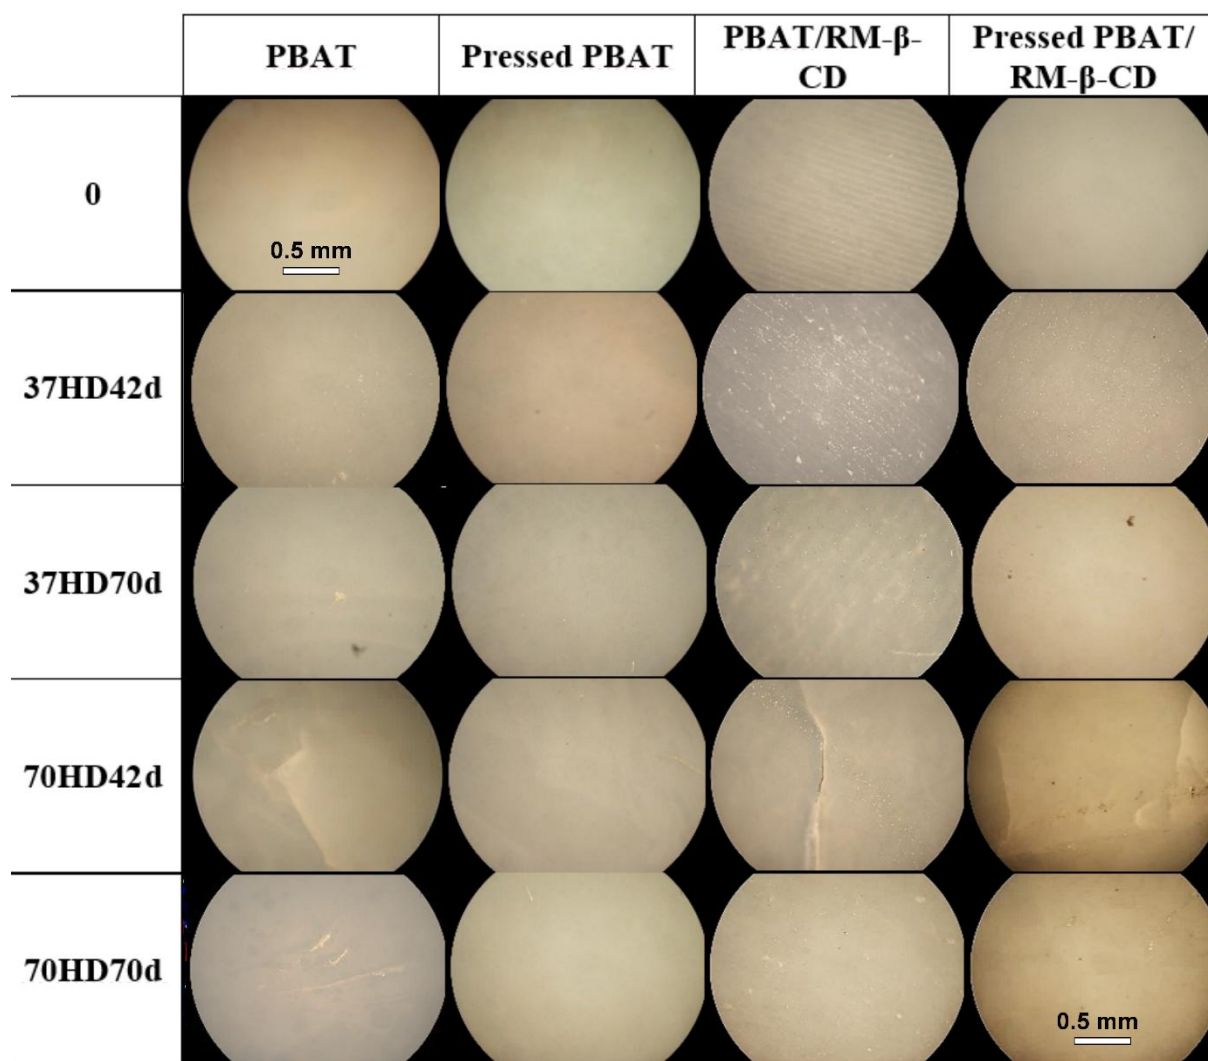 PBAT
Pressed PBAT
PBAT/RM-β-
CD
Pressed PBAT/
RM-β-CD
0
0.5 mm
37HD42d
37HD70d
70HD42d
70HD70d
0.5 mm